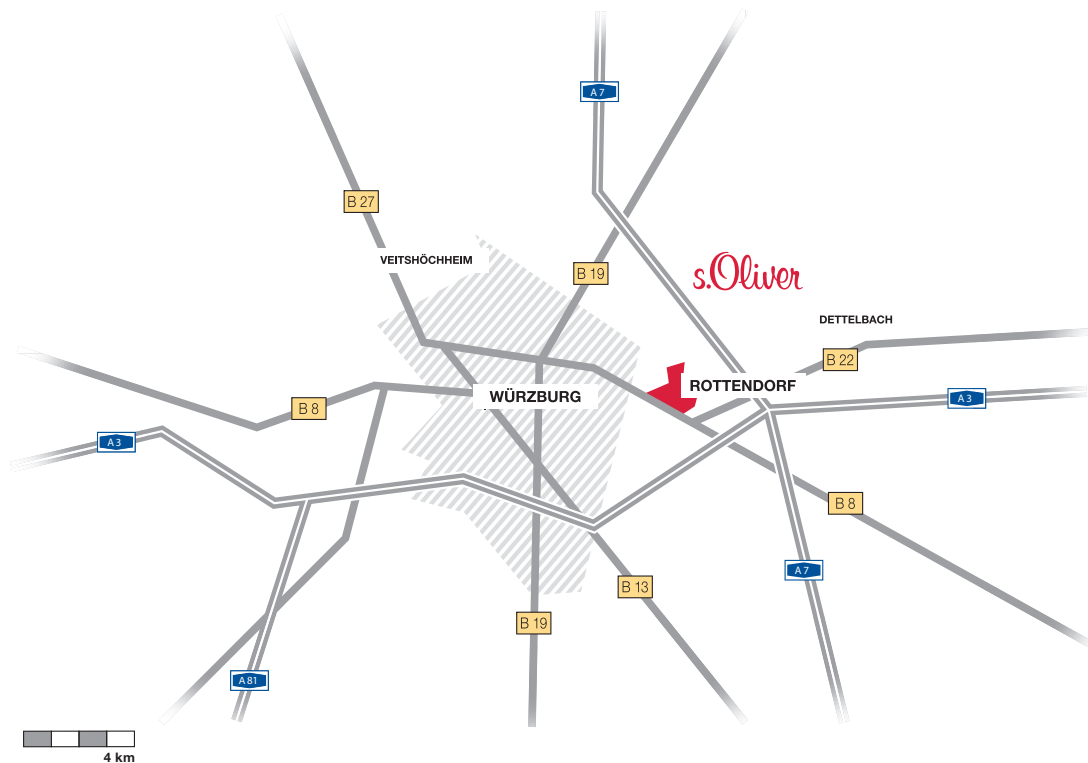 A 7
B 27
VEITSHÖCHHEIM
B 19
s.Oliver
DETTELBACH
B 22
ROTTENDORF
WÜRZBURG
A 3
B 8
A 3
B 8
A 7
B 13
B 19
A 81
4 km